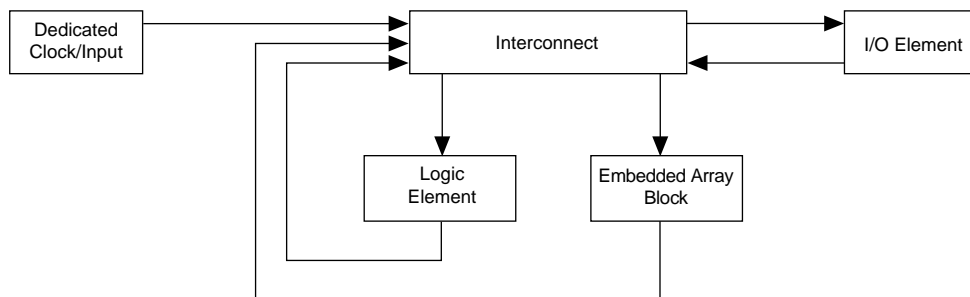 Dedicated
Clock/Input
Interconnect
I/O Element
Logic
Element
Embedded Array
Block